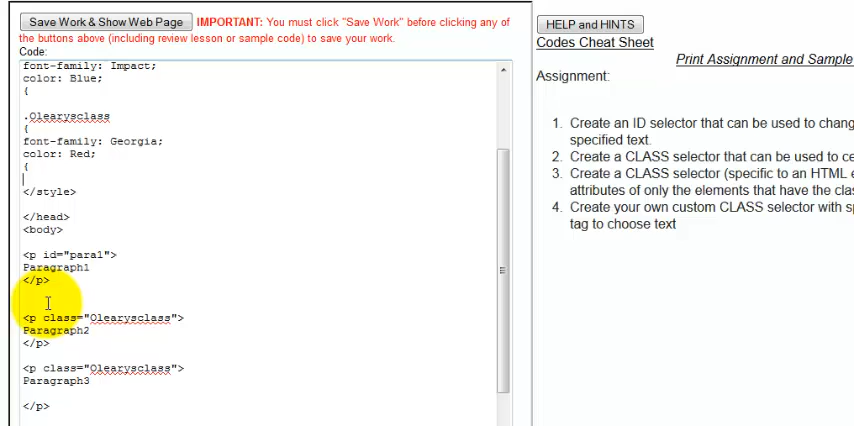 Save Work & Show Web Page IMPORTANT: You must click "Save Work" before clicking any of
the buttons above (including review lesson or sample code) to save your work.
Code:
font-family: Impact;
color: Blue;
{
.Olearysclass
{
font-family: Georgia;
color: Red;
{
</style>
</head>
<body>
<p id="para1">
Paragraph1
</p>
<p class="Olearysclass">
Paragraph2
</p>
<p class="Olearysclass">
Paragraph3
</p>
HELP and HINTS
Codes Cheat Sheet
Print Assignment and Sample
Assignment:
1. Create an ID selector that can be used to chang
specified text.
2. Create a CLASS selector that can be used to ce
3. Create a CLASS selector (specific to an HTML e
attributes of only the elements that have the clas
4. Create your own custom CLASS selector with sp
tag to choose text